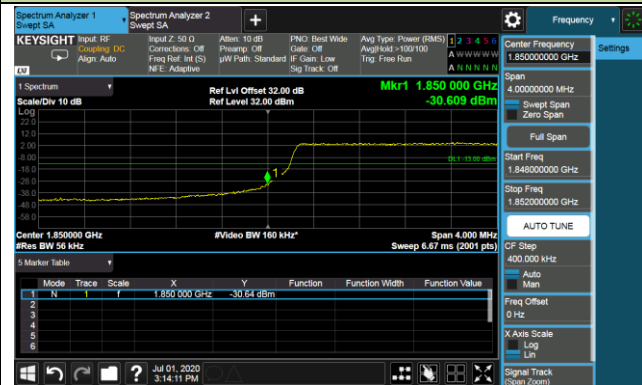 Spectrum Analyzer 1
Swept SA
Spectrum Analyzer 2
Swept SA
+
Frequency
KEYSIGHT
Input: RF
Coupling: DC
Align: Auto
Input Z: 50 Ω
Corrections: Off
Freq Ref: Int (S)
NFE: Adaptive
Atten: 10 dB
Preamp: Off
µW Path: Standard
PNO: Best Wide
Gate: Off
IF Gain: Low
Sig Track: Off
Avg Type: Power (RMS)
Avg|Hold:>100/100
Trig: Free Run
1 2 3 4 5 6
A W W W W W
A N N N N N
LXI
1 Spectrum
Scale/Div 10 dB
Ref Lvl Offset 32.00 dB
Ref Level 32.00 dBm
Mkr1 1.850 000 GHz
-30.609 dBm
Log
22.0
12.0
2.00
-8.00
-18.0
-28.0
-38.0
-48.0
-58.0
1
DL1 -13.00 dBm
Center 1.850000 GHz
#Res BW 56 kHz
#Video BW 160 kHz*
Span 4.000 MHz
Sweep 6.67 ms (2001 pts)
5 Marker Table
Mode Trace Scale X Y Function Function Width Function Value
1 N 1 f 1.850 000 GHz -30.64 dBm
2
3
4
5
6
Jul 01, 2020
3:14:11 PM
Center Frequency
1.850000000 GHz
Span
4.00000000 MHz
Swept Span
Zero Span
Full Span
Start Freq
1.848000000 GHz
Stop Freq
1.852000000 GHz
AUTO TUNE
CF Step
400.000 kHz
Auto
Man
Freq Offset
0 Hz
X Axis Scale
Log
Lin
Signal Track
(Span Zoom)
Settings